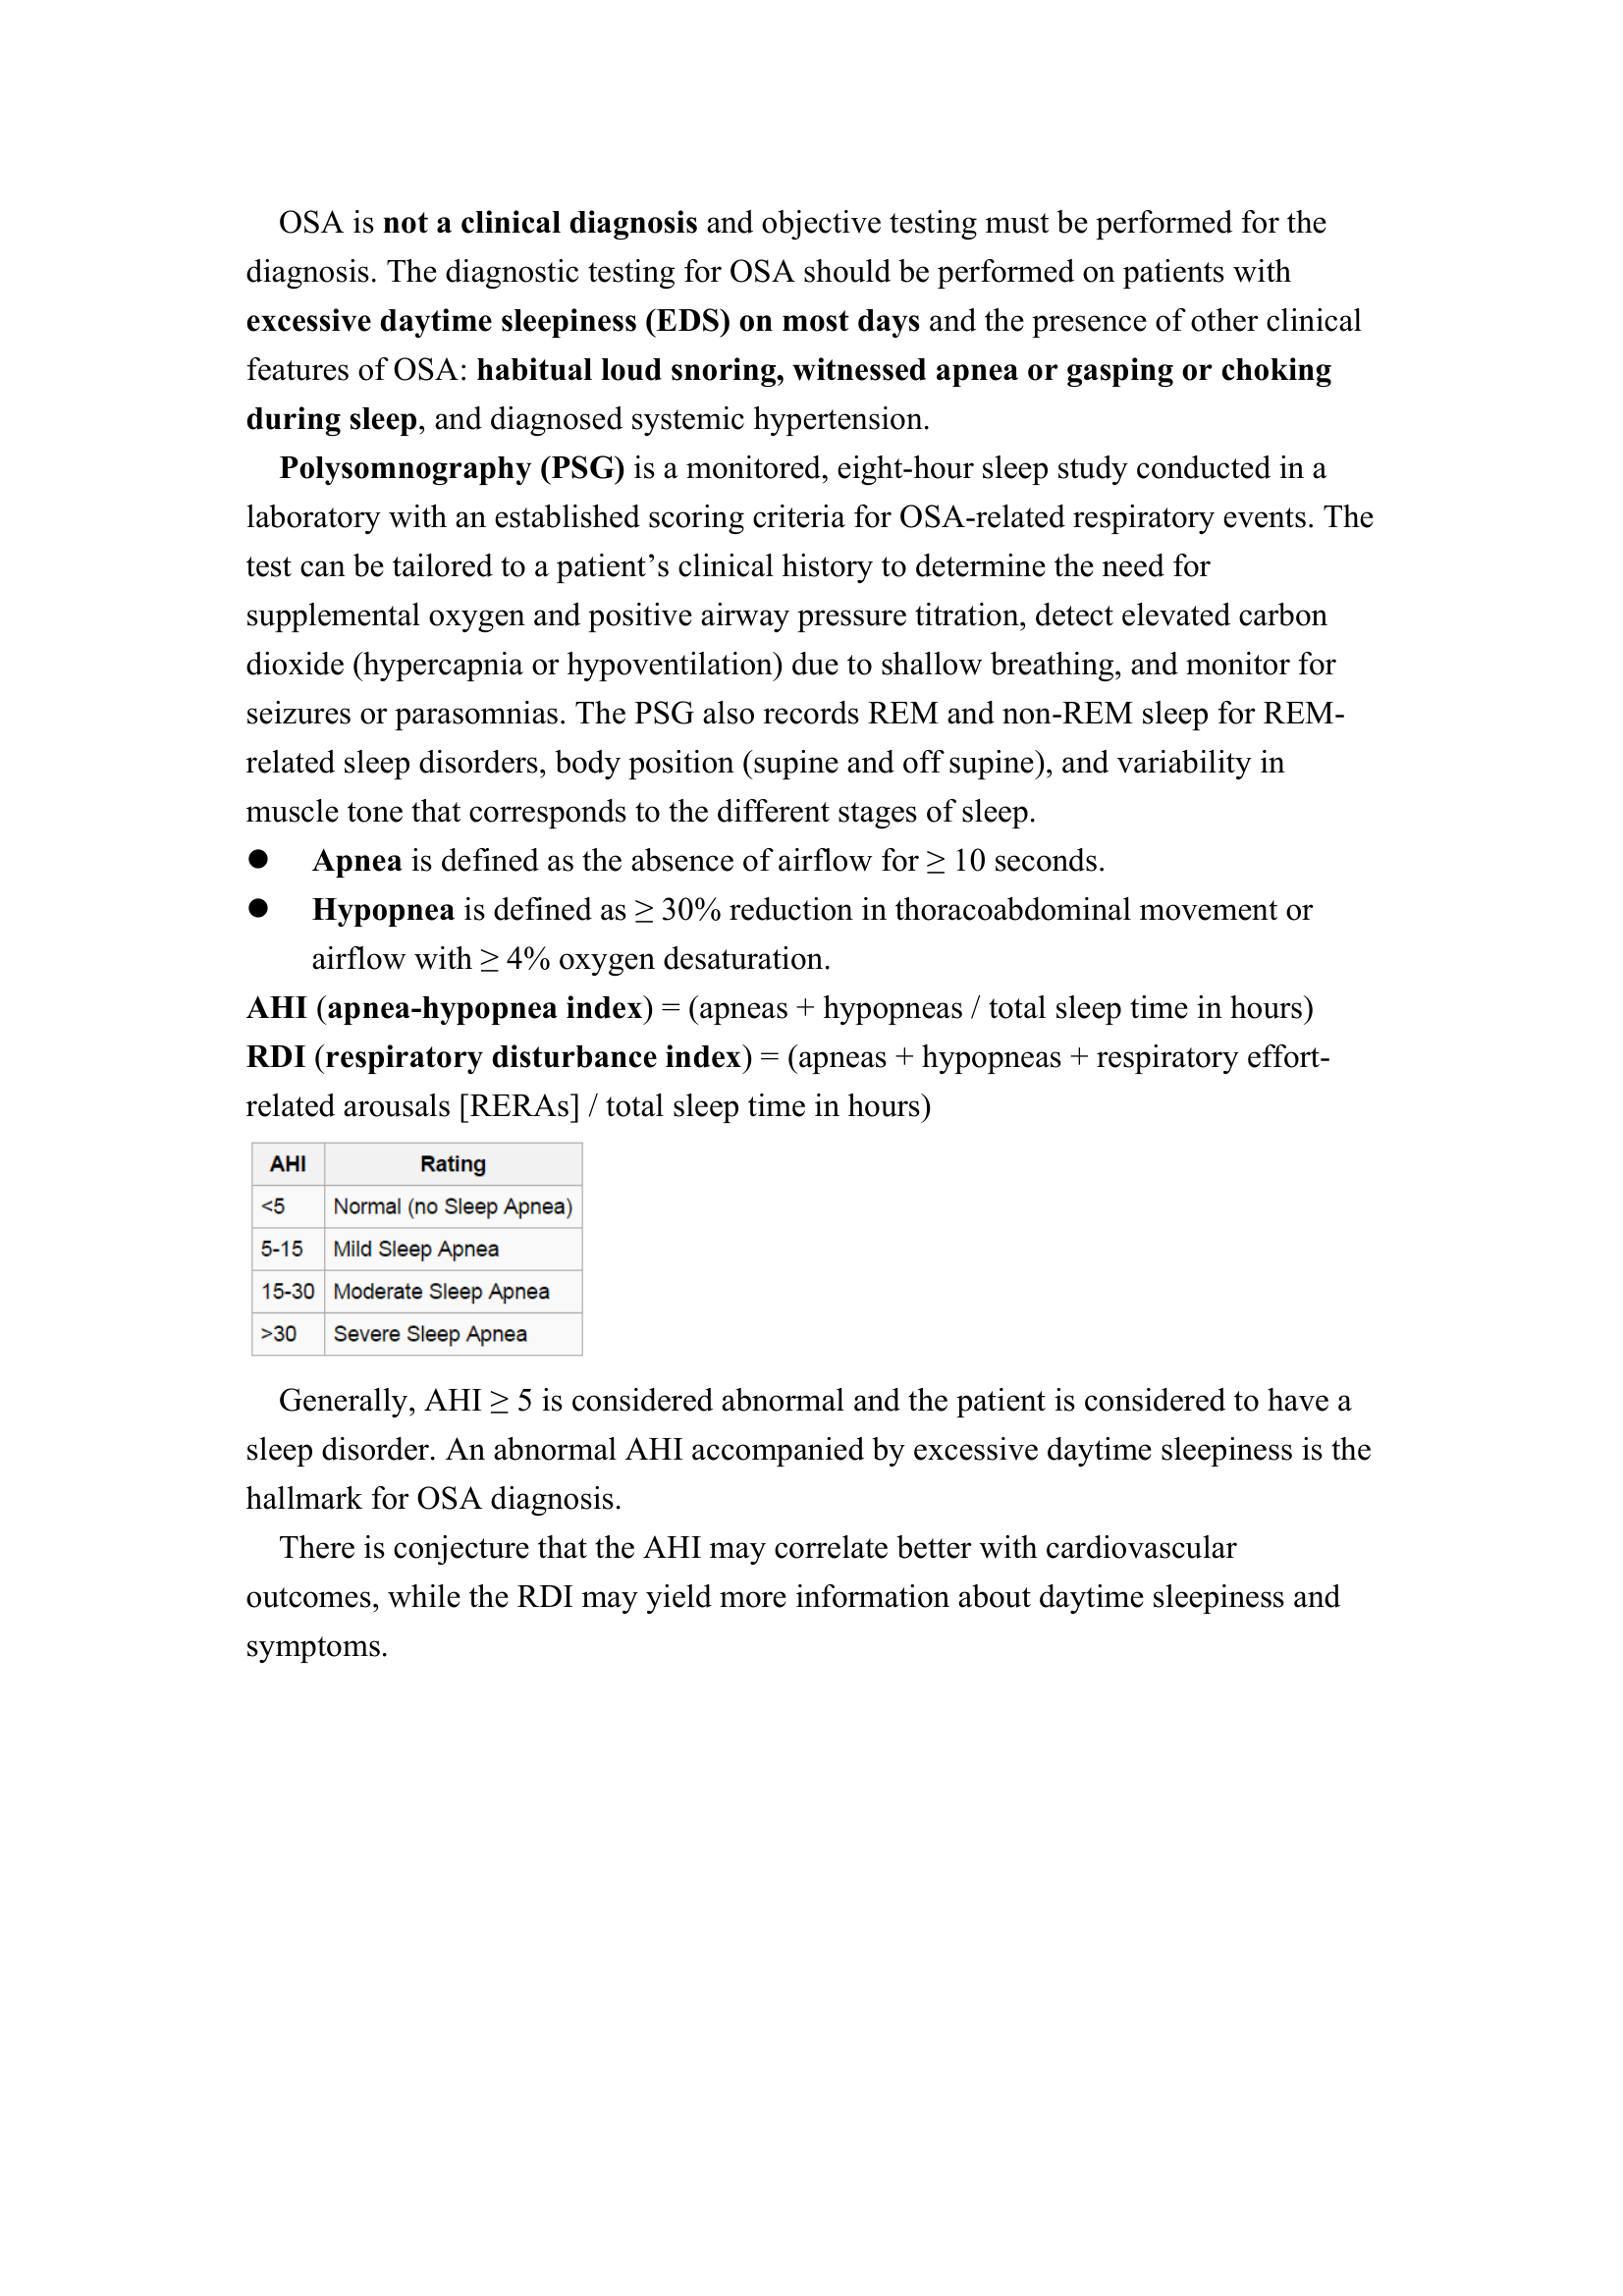 OSA is not a clinical diagnosis and objective testing must be performed for the
diagnosis. The diagnostic testing for OSA should be performed on patients with
excessive daytime sleepiness (EDS) on most days and the presence of other clinical
features of OSA: habitual loud snoring, witnessed apnea or gasping or choking
during sleep, and diagnosed systemic hypertension.
Polysomnography (PSG) is a monitored, eight-hour sleep study conducted in a
laboratory with an established scoring criteria for OSA-related respiratory events. The
test can be tailored to a patient’s clinical history to determine the need for
supplemental oxygen and positive airway pressure titration, detect elevated carbon
dioxide (hypercapnia or hypoventilation) due to shallow breathing, and monitor for
seizures or parasomnias. The PSG also records REM and non-REM sleep for REM-
related sleep disorders, body position (supine and off supine), and variability in
muscle tone that corresponds to the different stages of sleep.
● Apnea is defined as the absence of airflow for ≥ 10 seconds.
● Hypopnea is defined as ≥ 30% reduction in thoracoabdominal movement or
airflow with ≥ 4% oxygen desaturation.
AHI (apnea-hypopnea index) = (apneas + hypopneas / total sleep time in hours)
RDI (respiratory disturbance index) = (apneas + hypopneas + respiratory effort-
related arousals [RERAs] / total sleep time in hours)
AHI Rating
<5 Normal (no Sleep Apnea)
5-15 Mild Sleep Apnea
15-30 Moderate Sleep Apnea
>30 Severe Sleep Apnea
Generally, AHI ≥ 5 is considered abnormal and the patient is considered to have a
sleep disorder. An abnormal AHI accompanied by excessive daytime sleepiness is the
hallmark for OSA diagnosis.
There is conjecture that the AHI may correlate better with cardiovascular
outcomes, while the RDI may yield more information about daytime sleepiness and
symptoms.